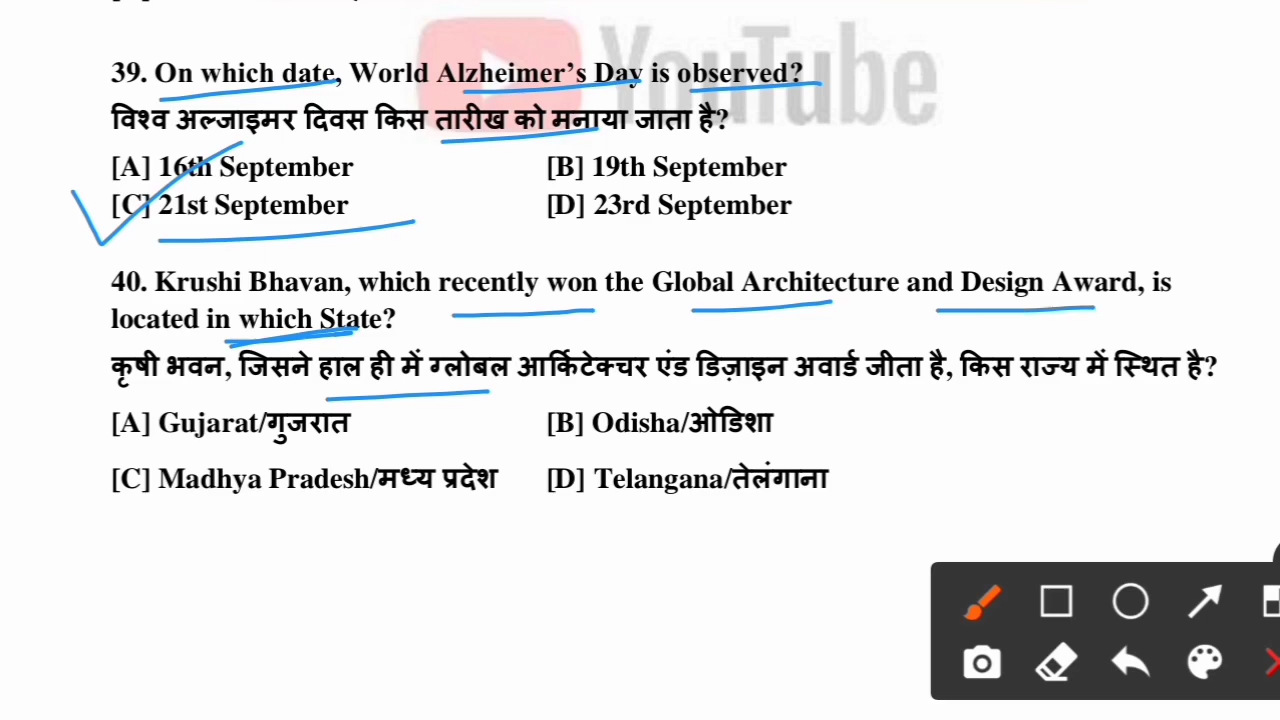 YouTube
39. On which date, World Alzheimer's Day is observed?
विश्व अल्जाइमर दिवस किस तारीख को मनाया जाता है?
[A] 16th September [B] 19th September
[C] 21st September [D] 23rd September
40. Krushi Bhavan, which recently won the Global Architecture and Design Award, is
located in which State?
कृषी भवन, जिसने हाल ही में ग्लोबल आर्किटेक्चर एंड डिज़ाइन अवार्ड जीता है, किस राज्य में स्थित है?
[A] Gujarat/गुजरात [B] Odisha/ओडिशा
[C] Madhya Pradesh/मध्य प्रदेश [D] Telangana/तेलंगाना